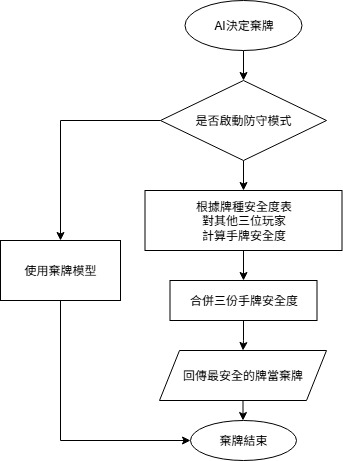 AI決定棄牌
是否啟動防守模式
根據牌種安全度表
對其他三位玩家
計算手牌安全度
使用棄牌模型
合併三份手牌安全度
回傳最安全的牌當棄牌
棄牌結束